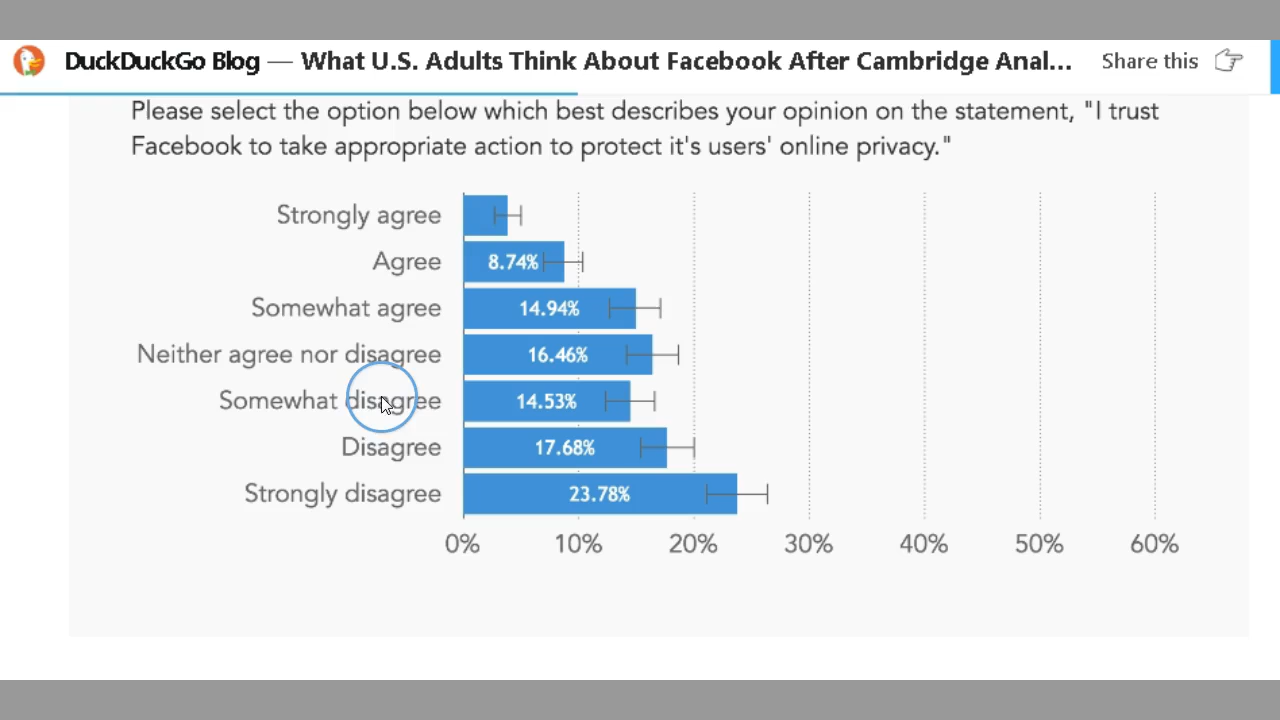 DuckDuckGo Blog — What U.S. Adults Think About Facebook After Cambridge Anal... Share this
Please select the option below which best describes your opinion on the statement, "I trust
Facebook to take appropriate action to protect it's users' online privacy."
Strongly agree
Agree 8.74%
Somewhat agree 14.94%
Neither agree nor disagree 16.46%
Somewhat disagree 14.53%
Disagree 17.68%
Strongly disagree 23.78%
0% 10% 20% 30% 40% 50% 60%